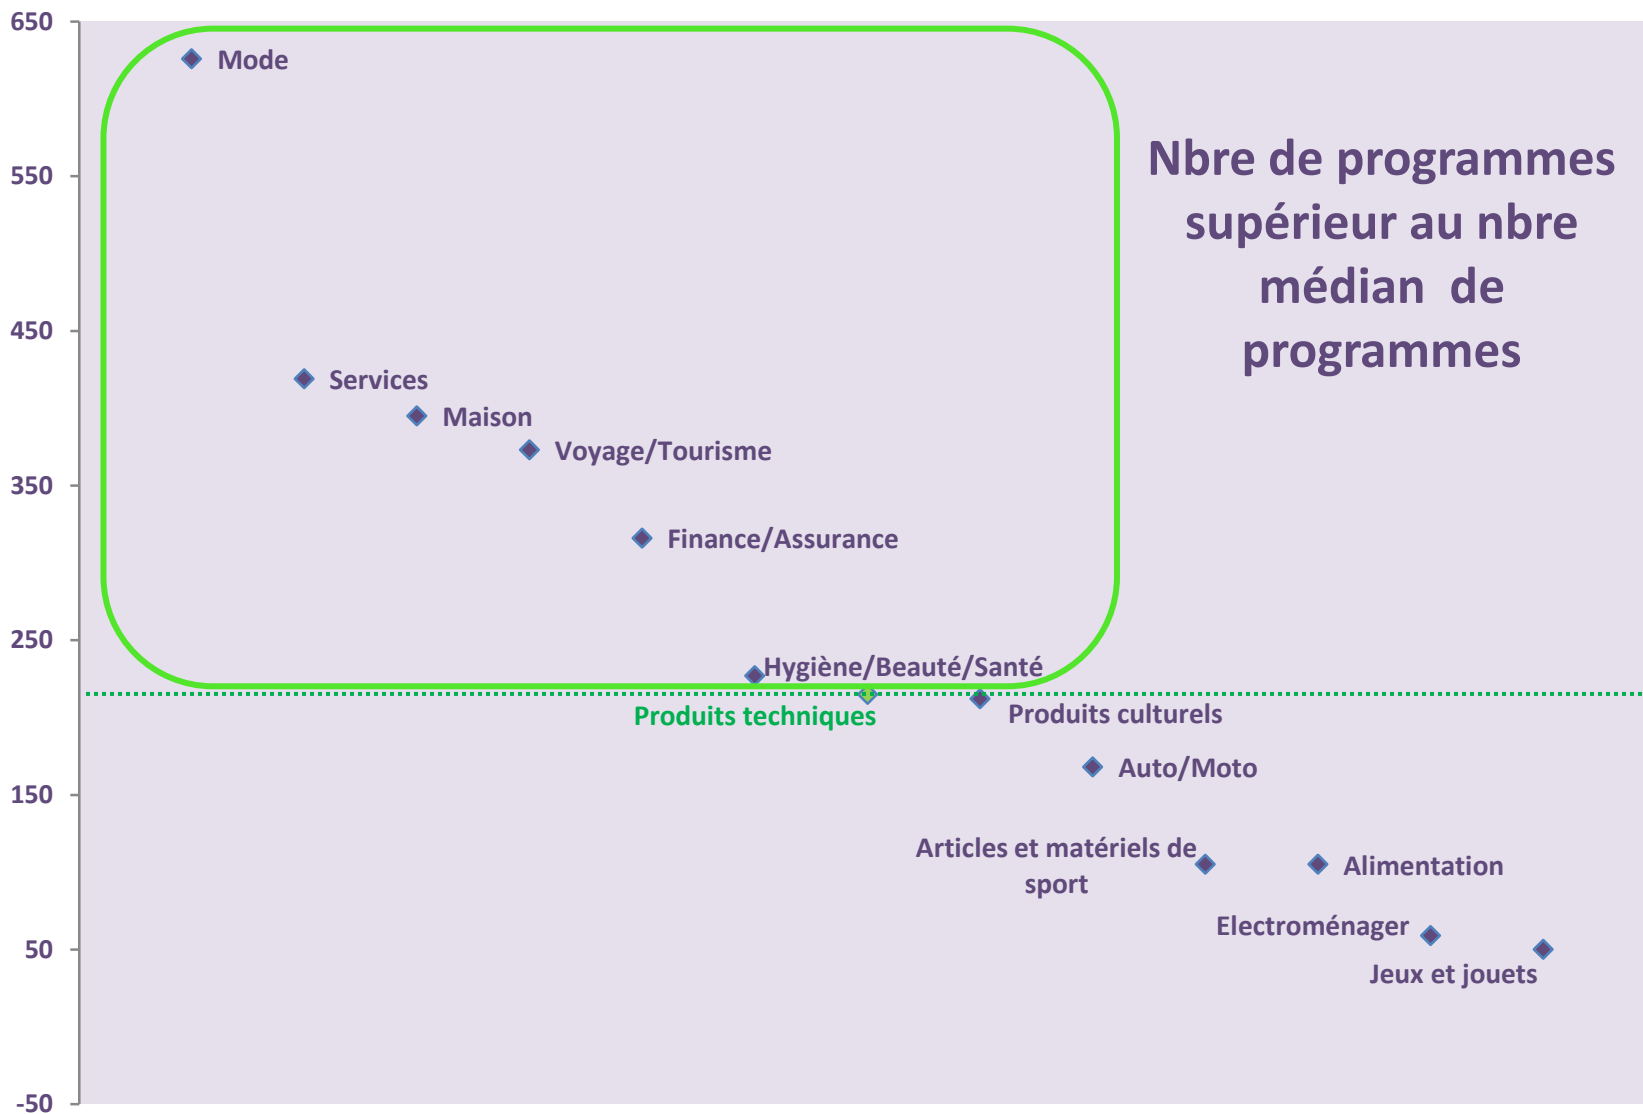 650
Mode
550
Nbre de programmes
supérieur au nbre
médian de
programmes
450
Services
Maison
Voyage/Tourisme
350
Finance/Assurance
250
Hygiène/Beauté/Santé
Produits techniques
Produits culturels
Auto/Moto
150
Articles et matériels de
sport
Alimentation
Electroménager
50
Jeux et jouets
-50